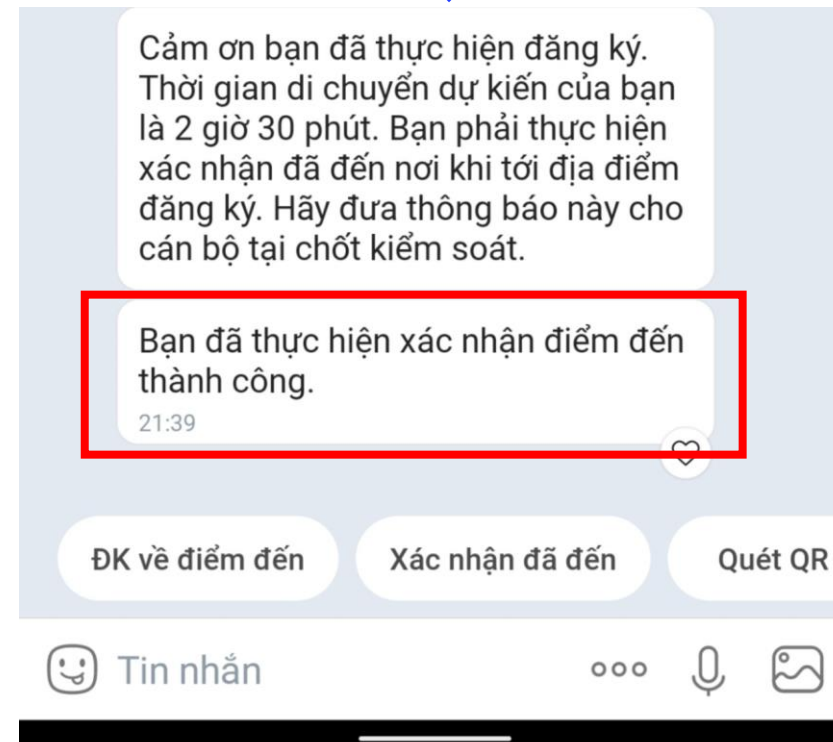 Cảm ơn bạn đã thực hiện đăng ký.
Thời gian di chuyển dự kiến của bạn
là 2 giờ 30 phút. Bạn phải thực hiện
xác nhận đã đến nơi khi tới địa điểm
đăng ký. Hãy đưa thông báo này cho
cán bộ tại chốt kiểm soát.
Bạn đã thực hiện xác nhận điểm đến
thành công.
21:39
ĐK về điểm đến
Xác nhận đã đến
Quét QR
Tin nhắn